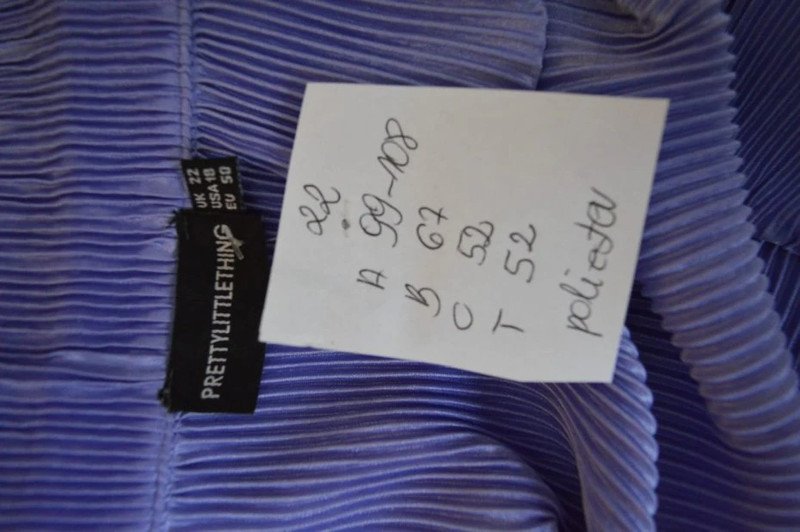 UK 22
USA 18
EU 50
PRETTYLITTLETHING
22
A 99-108
B 67
C 52
T 52
poliester